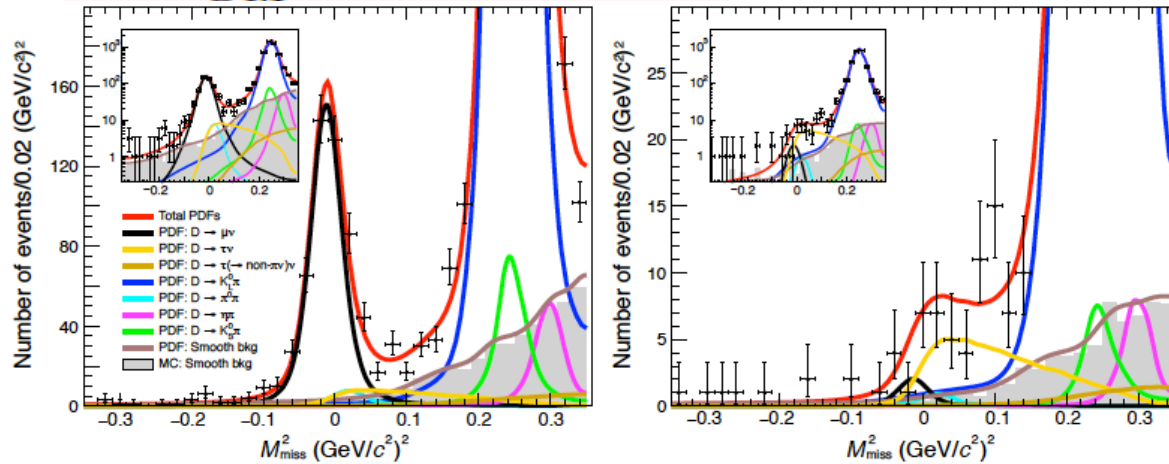 Number of events/0.02 (GeV/c²)²
160
120
80
40
0
10³
10²
10
1
−0.2
0
0.2
Total PDFs
PDF: D → μν
PDF: D → τν
PDF: D → τ(→ non-πν)ν
PDF: D → K⁰_Lπ
PDF: D → π⁰π
PDF: D → ηπ
PDF: D → K⁰_Sπ
PDF: Smooth bkg
MC: Smooth bkg
−0.3 −0.2 −0.1 0 0.1 0.2 0.3
M²_miss (GeV/c²)²
Number of events/0.02 (GeV/c²)²
25
20
15
10
5
0
10³
10²
10
1
−0.2
0
0.2
−0.3 −0.2 −0.1 0 0.1 0.2 0.3
M²_miss (GeV/c²)²